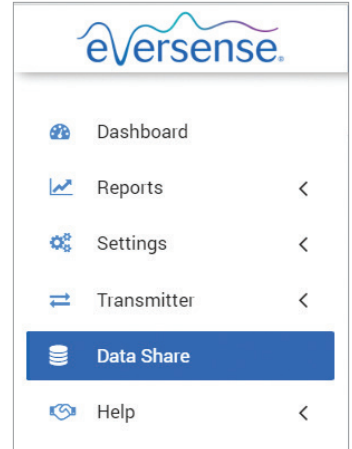 eversense®
Dashboard
Reports
Settings
Transmitter
Data Share
Help